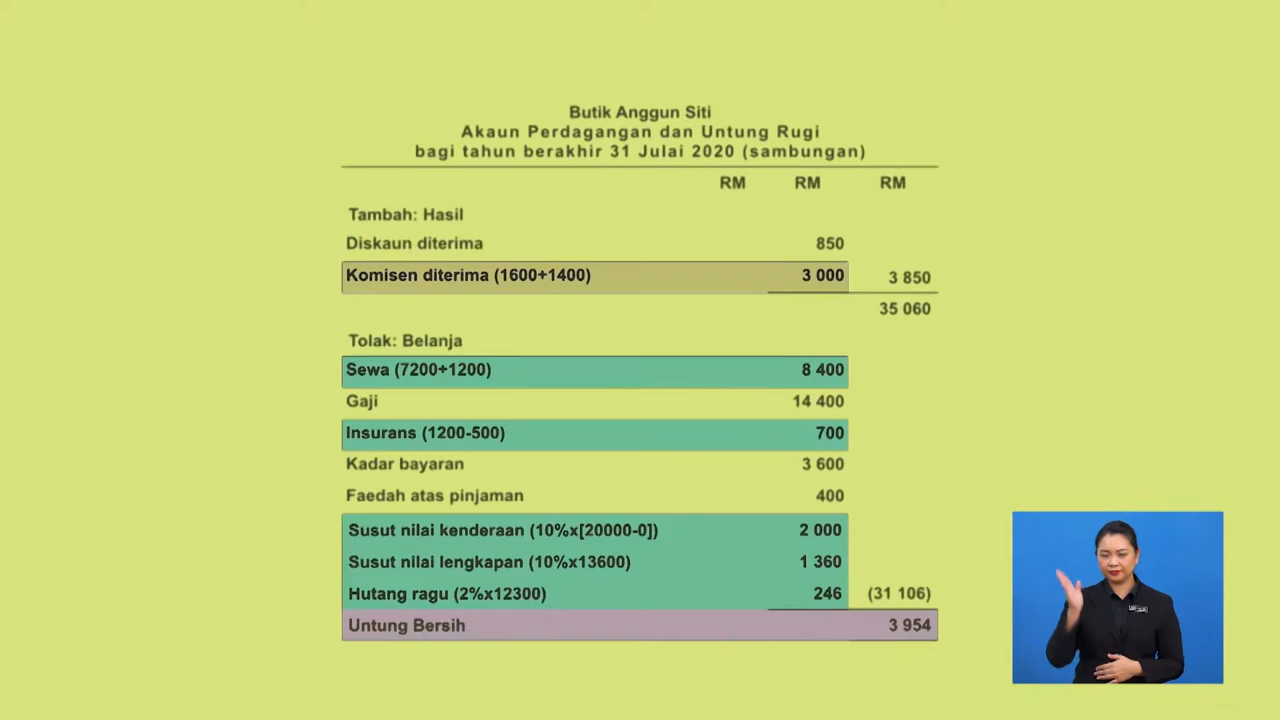 Butik Anggun Siti
Akaun Perdagangan dan Untung Rugi
bagi tahun berakhir 31 Julai 2020 (sambungan)
RM RM RM
Tambah: Hasil
Diskaun diterima 850
Komisen diterima (1600+1400) 3 000 3 850
35 060
Tolak: Belanja
Sewa (7200+1200) 8 400
Gaji 14 400
Insurans (1200-500) 700
Kadar bayaran 3 600
Faedah atas pinjaman 400
Susut nilai kenderaan (10%x[20000-0]) 2 000
Susut nilai lengkapan (10%x13600) 1 360
Hutang ragu (2%x12300) 246 (31 106)
Untung Bersih 3 954